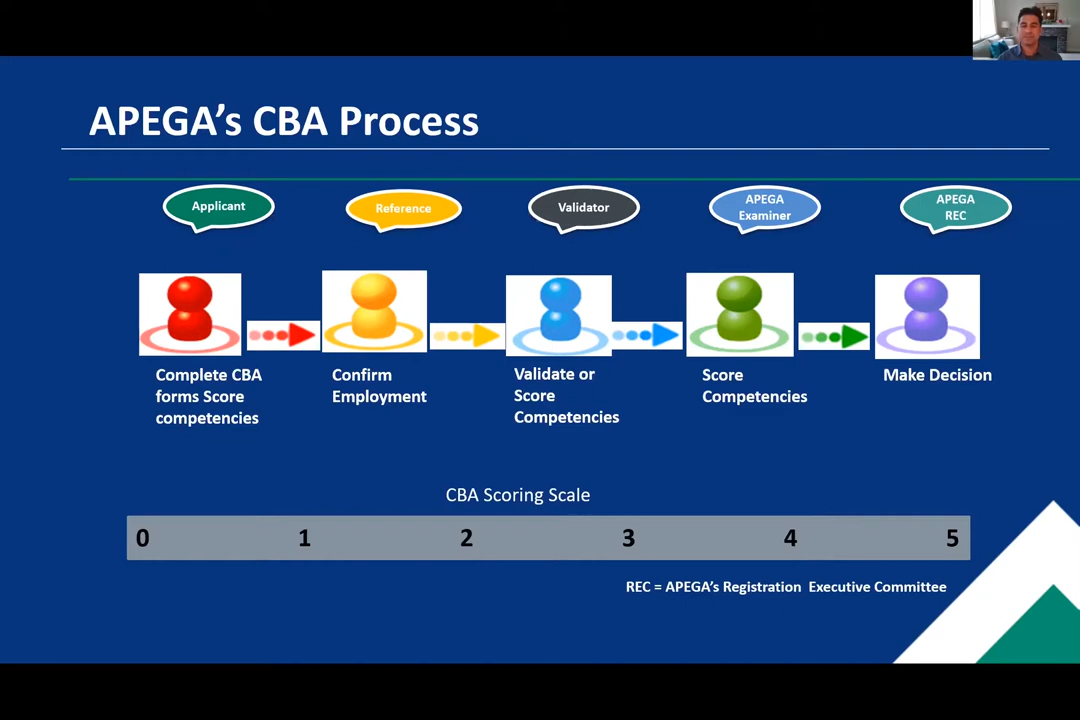 APEGA's CBA Process
Applicant
Reference
Validator
APEGA
Examiner
APEGA
REC
Complete CBA
forms Score
competencies
Confirm
Employment
Validate or
Score
Competencies
Score
Competencies
Make Decision
CBA Scoring Scale
0 1 2 3 4 5
REC = APEGA's Registration Executive Committee